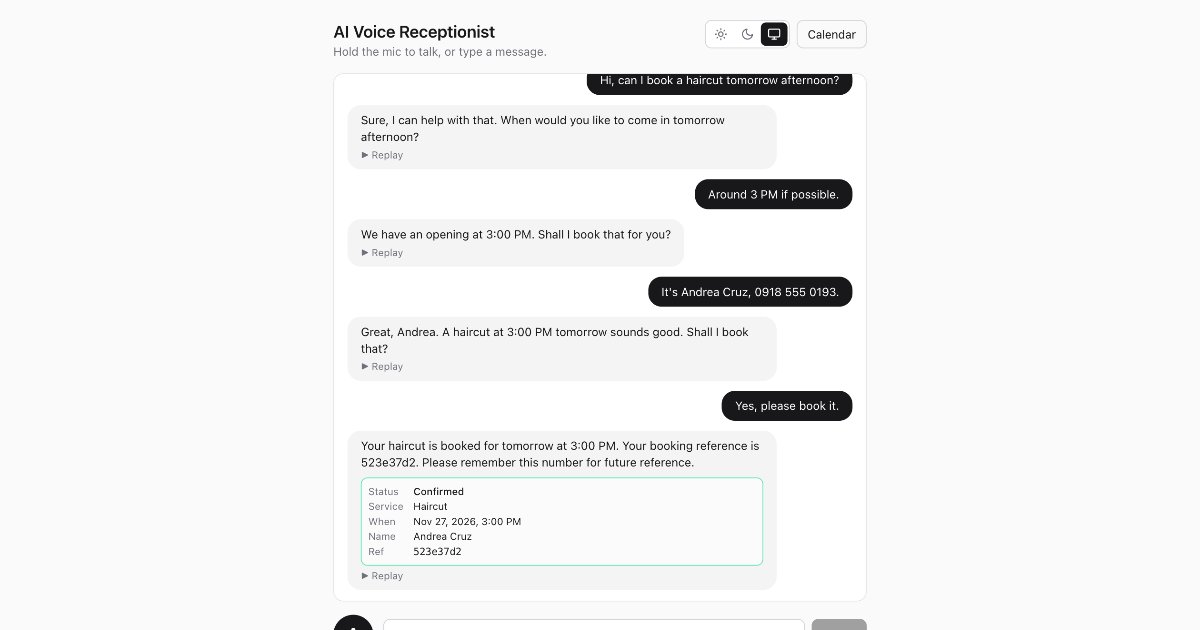 AI Voice Receptionist
Hold the mic to talk, or type a message.
Calendar
Hi, can I book a haircut tomorrow afternoon?
Sure, I can help with that. When would you like to come in tomorrow
afternoon?
▶ Replay
Around 3 PM if possible.
We have an opening at 3:00 PM. Shall I book that for you?
▶ Replay
It's Andrea Cruz, 0918 555 0193.
Great, Andrea. A haircut at 3:00 PM tomorrow sounds good. Shall I book
that?
▶ Replay
Yes, please book it.
Your haircut is booked for tomorrow at 3:00 PM. Your booking reference is
523e37d2. Please remember this number for future reference.
Status Confirmed
Service Haircut
When Nov 27, 2026, 3:00 PM
Name Andrea Cruz
Ref 523e37d2
▶ Replay